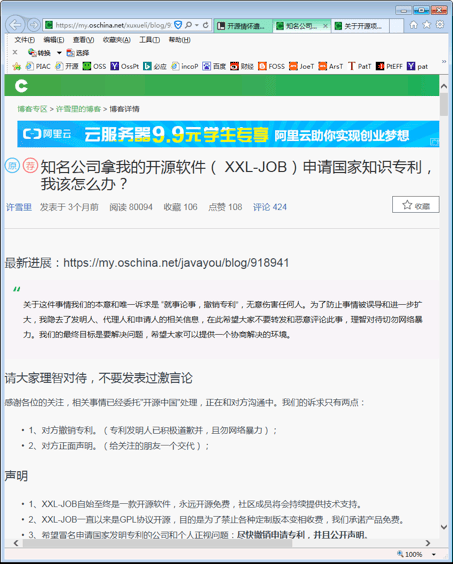 https://my.oschina.net/xuxueli/blog/9
开源情怀遭...
知名公司...
关于开源项...
文件(F) 编辑(E) 查看(V) 收藏夹(A) 工具(T) 帮助(H)
转换 选择
PIAC 开源 OSS OssPt 必应 incoP 百度 财经 FOSS JoeT ArsT PatT PtEFF pat
博客专区 > 许雪里的博客 > 博客详情
阿里云 云服务器9.9元学生专享 阿里云助你实现创业梦想
原 荐 知名公司拿我的开源软件（ XXL-JOB）申请国家知识专利，
我该怎么办？
许雪里 发表于 3个月前 阅读 80094 收藏 106 点赞 108 评论 424
收藏
最新进展：https://my.oschina.net/javayou/blog/918941
关于这件事情我们的本意和唯一诉求是 "就事论事，撤销专利"，无意伤害任何人。为了防止事情被误导和进一步扩
大，我隐去了发明人、代理人和申请人的相关信息，在此希望大家不要转发和恶意评论此事，理智对待切勿网络暴
力。我们的最终目标是要解决问题，希望大家可以提供一个协商解决的环境。
请大家理智对待，不要发表过激言论
感谢各位的关注，相关事情已经委托"开源中国"处理，正在和对方沟通中。我们的诉求只有两点：
• 1、对方撤销专利。（专利发明人已积极道歉并，且勿网络暴力）；
• 2、对方正面声明。（给关注的朋友一个交代）；
声明
• 1、XXL-JOB自始至终是一款开源软件，永远开源免费，社区成员将会持续提供技术支持。
• 2、XXL-JOB一直以来是GPL协议开源，目的是为了禁止各种定制版本变相收费，我们承诺产品免费。
• 3、希望冒名申请国家发明专利的公司和个人正视问题：尽快撤销申请专利，并且公开声明。
100%